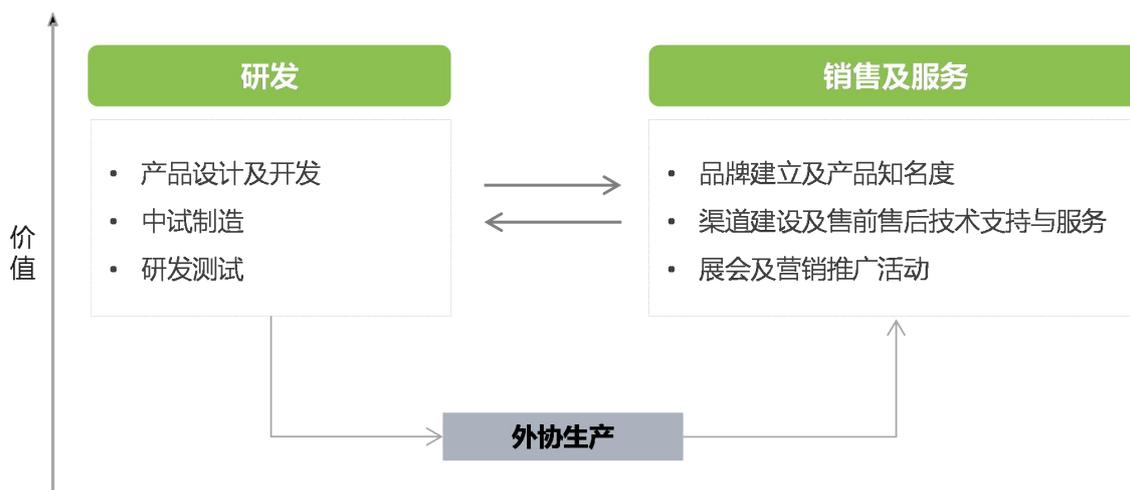 研发
销售及服务
产品设计及开发
中试制造
研发测试
品牌建立及产品知名度
渠道建设及售前售后技术支持与服务
展会及营销推广活动
价
值
外协生产